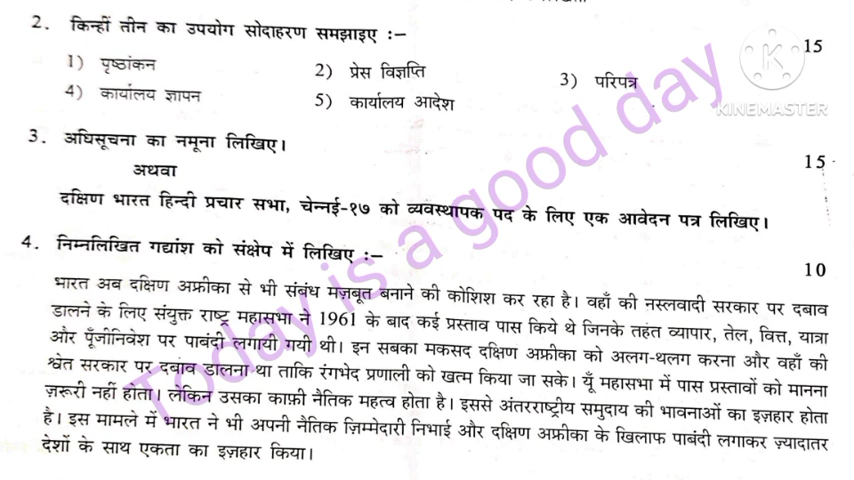 2. किन्हीं तीन का उपयोग सोदाहरण समझाइए :–
15
1) पृष्ठांकन
2) प्रेस विज्ञप्ति
3) परिपत्र
4) कार्यालय ज्ञापन
5) कार्यालय आदेश
KINEMASTER
3. अधिसूचना का नमूना लिखिए।
15
अथवा
दक्षिण भारत हिन्दी प्रचार सभा, चेन्नई-१७ को व्यवस्थापक पद के लिए एक आवेदन पत्र लिखिए।
4. निम्नलिखित गद्यांश को संक्षेप में लिखिए :–
10
भारत अब दक्षिण अफ्रीका से भी संबंध मज़बूत बनाने की कोशिश कर रहा है। वहाँ की नस्लवादी सरकार पर दबाव
डालने के लिए संयुक्त राष्ट्र महासभा ने 1961 के बाद कई प्रस्ताव पास किये थे जिनके तहत व्यापार, तेल, वित्त, यात्रा
और पूँजीनिवेश पर पाबंदी लगायी गयी थी। इन सबका मकसद दक्षिण अफ्रीका को अलग-थलग करना और वहाँ की
श्वेत सरकार पर दबाव डालना था ताकि रंगभेद प्रणाली को खत्म किया जा सके। यूँ महासभा में पास प्रस्तावों को मानना
ज़रूरी नहीं होता। लेकिन उसका काफ़ी नैतिक महत्व होता है। इससे अंतरराष्ट्रीय समुदाय की भावनाओं का इज़हार होता
है। इस मामले में भारत ने भी अपनी नैतिक ज़िम्मेदारी निभाई और दक्षिण अफ्रीका के खिलाफ पाबंदी लगाकर ज़्यादातर
देशों के साथ एकता का इज़हार किया।
Today is a good day